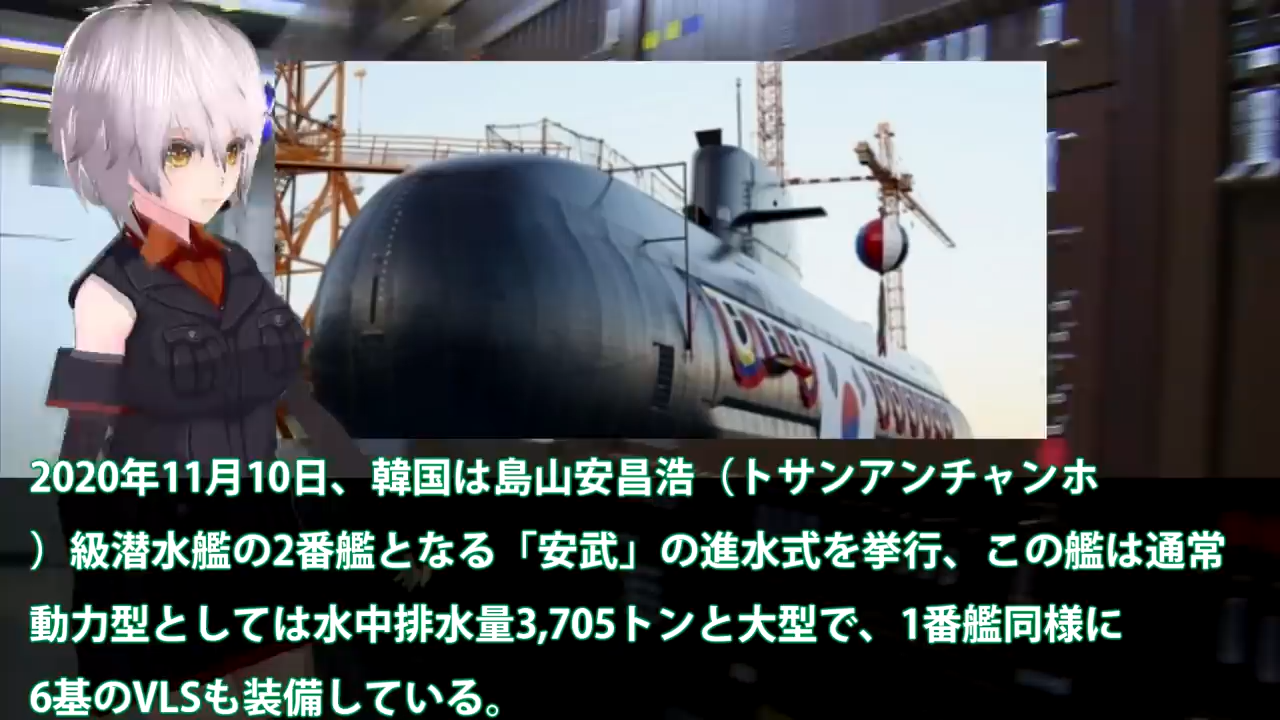 2020年11月10日、韓国は島山安昌浩（トサンアンチャンホ
）級潜水艦の2番艦となる「安武」の進水式を挙行、この艦は通常
動力型としては水中排水量3,705トンと大型で、1番艦同様に
6基のVLSも装備している。